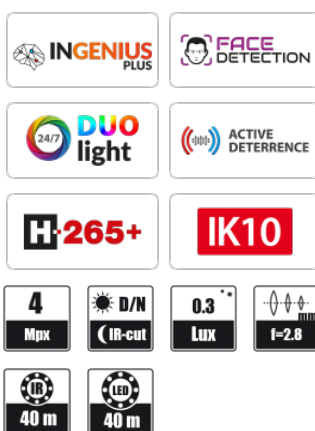 INGENIUS
PLUS
FACE
DETECTION
24/7
DUO
light
ACTIVE
DETERRENCE
H·265+
IK10
4
Mpx
D/N
IR-cut
0.3
Lux
mm
f=2.8
IR
40 m
LED
40 m